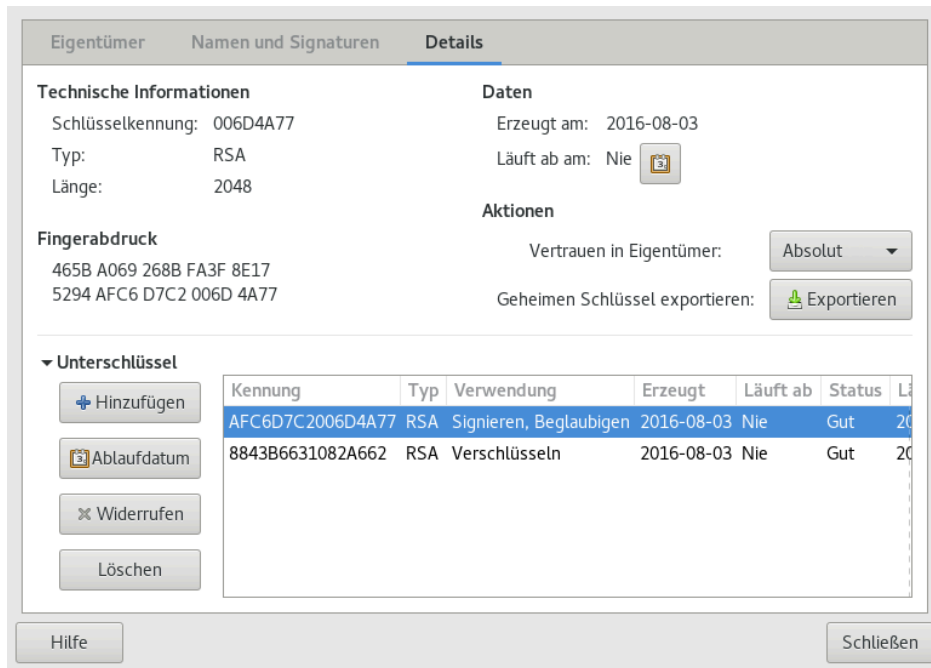 Eigentümer Namen und Signaturen Details
Technische Informationen
Schlüsselkennung: 006D4A77
Typ: RSA
Länge: 2048
Fingerabdruck
465B A069 268B FA3F 8E17
5294 AFC6 D7C2 006D 4A77
Daten
Erzeugt am: 2016-08-03
Läuft ab am: Nie
Aktionen
Vertrauen in Eigentümer: Absolut
Geheimen Schlüssel exportieren: Exportieren
Unterschlüssel
Hinzufügen
Ablaufdatum
Widerrufen
Löschen
Kennung Typ Verwendung Erzeugt Läuft ab Status
AFC6D7C2006D4A77 RSA Signieren, Beglaubigen 2016-08-03 Nie Gut
8843B6631082A662 RSA Verschlüsseln 2016-08-03 Nie Gut
Hilfe Schließen